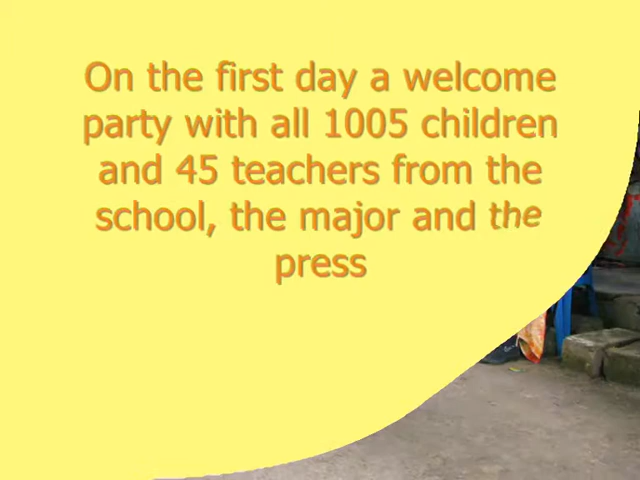 On the first day a welcome
party with all 1005 children
and 45 teachers from the
school, the major and the
press